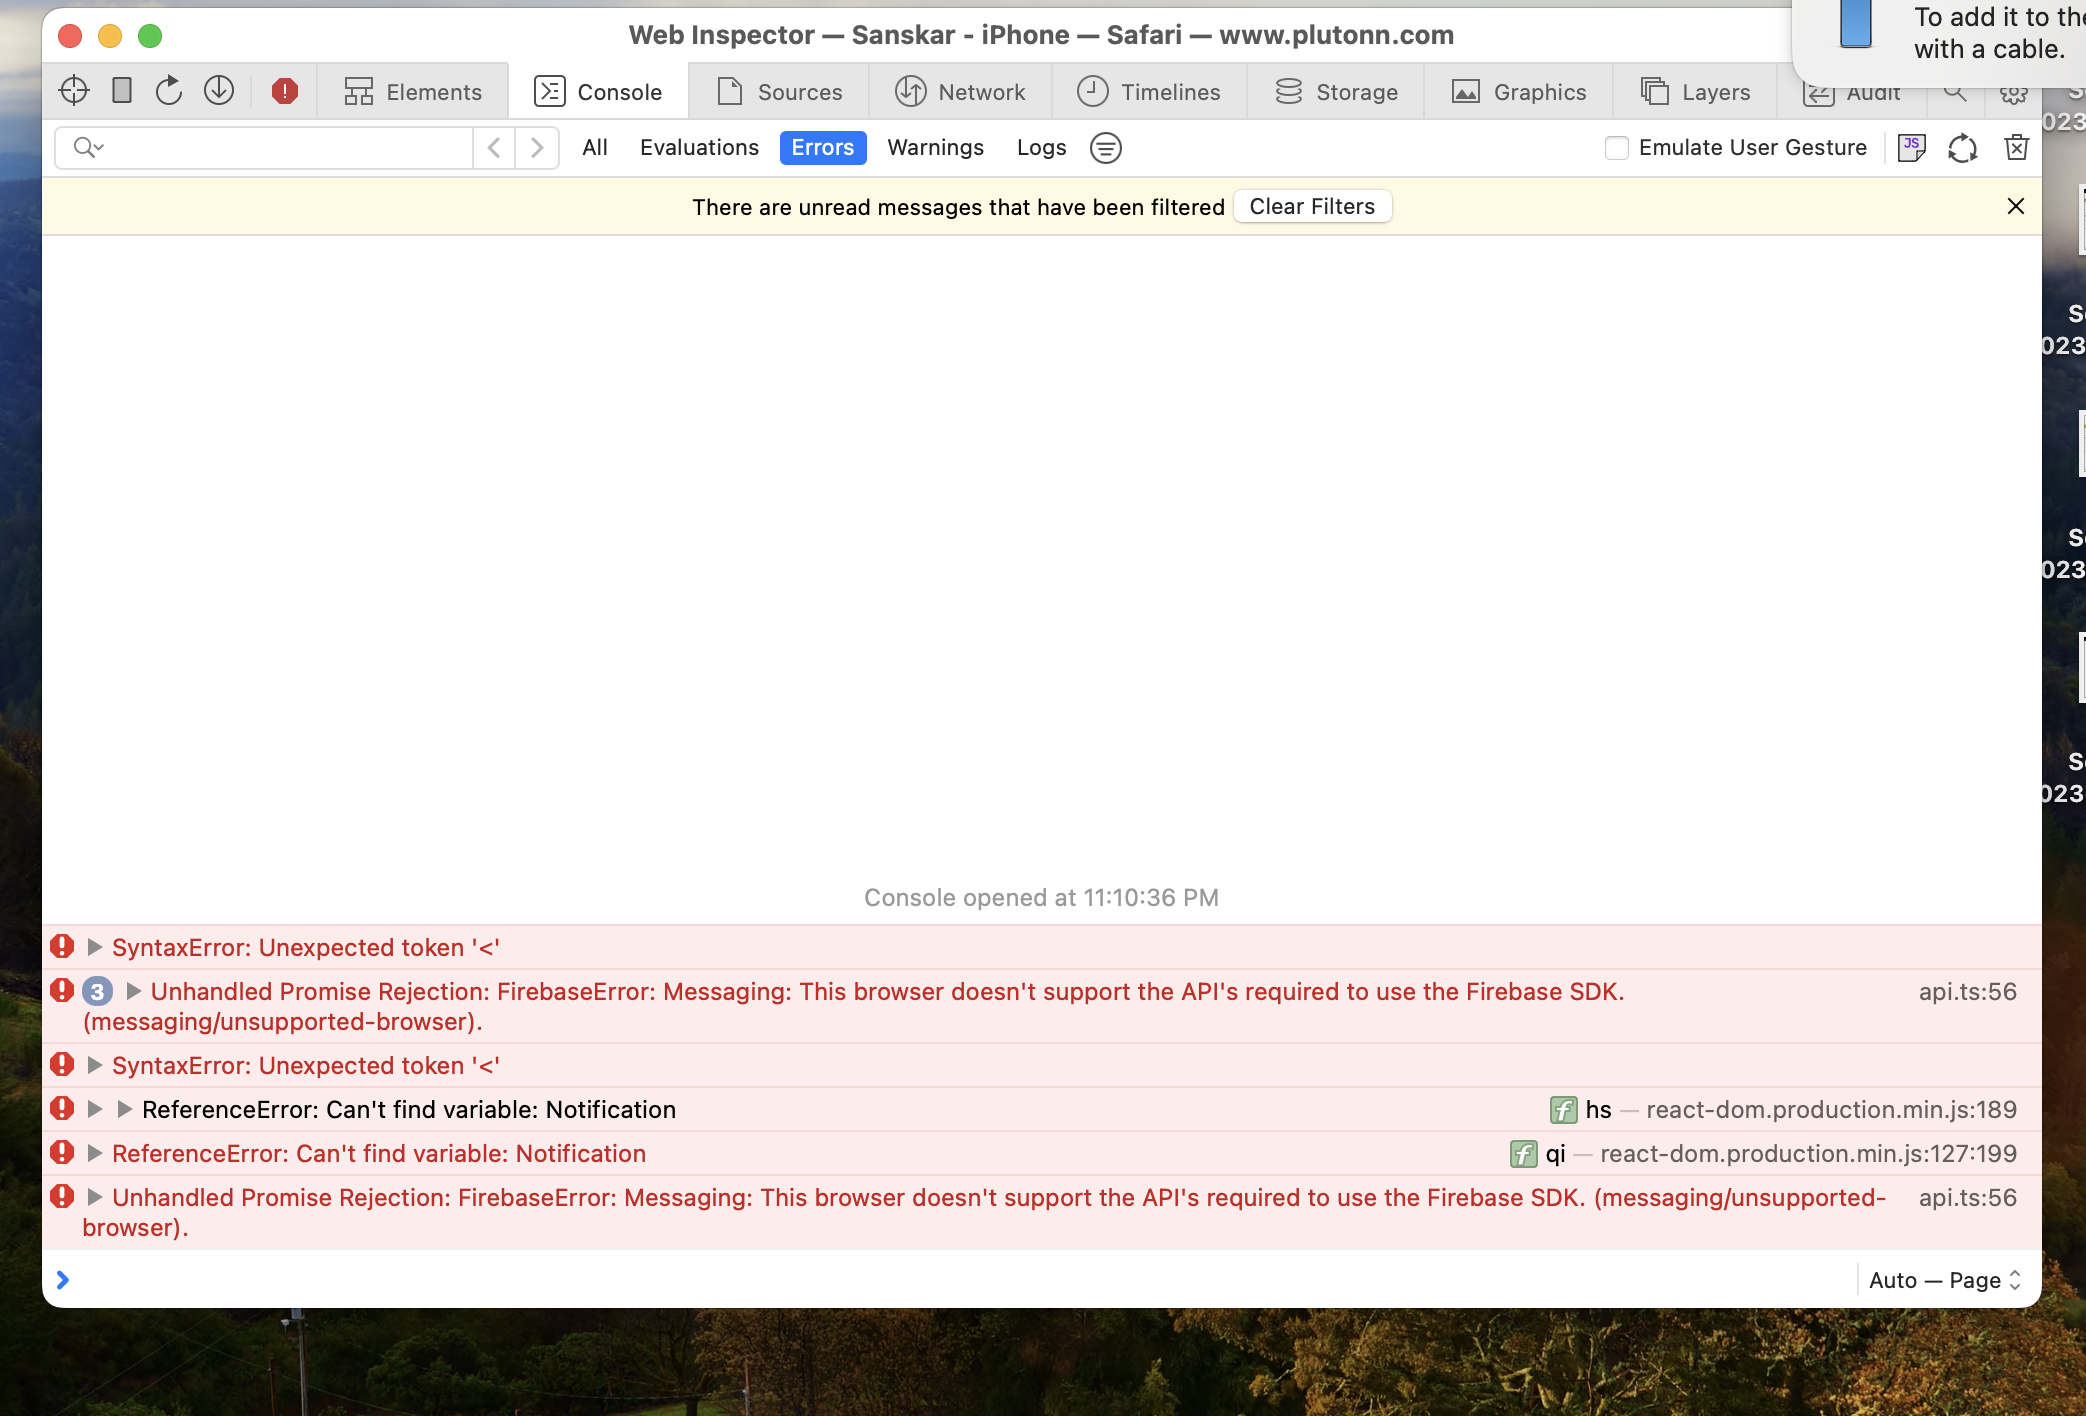 Web Inspector — Sanskar - iPhone — Safari — www.plutonn.com
To add it to the
with a cable.
Elements
Console
Sources
Network
Timelines
Storage
Graphics
Layers
Audit
All
Evaluations
Errors
Warnings
Logs
Emulate User Gesture
JS
There are unread messages that have been filtered
Clear Filters
Console opened at 11:10:36 PM
SyntaxError: Unexpected token '<'
3 Unhandled Promise Rejection: FirebaseError: Messaging: This browser doesn't support the API's required to use the Firebase SDK. api.ts:56
(messaging/unsupported-browser).
SyntaxError: Unexpected token '<'
ReferenceError: Can't find variable: Notification f hs — react-dom.production.min.js:189
ReferenceError: Can't find variable: Notification f qi — react-dom.production.min.js:127:199
Unhandled Promise Rejection: FirebaseError: Messaging: This browser doesn't support the API's required to use the Firebase SDK. (messaging/unsupported- api.ts:56
browser).
Auto — Page
023
023
023
023